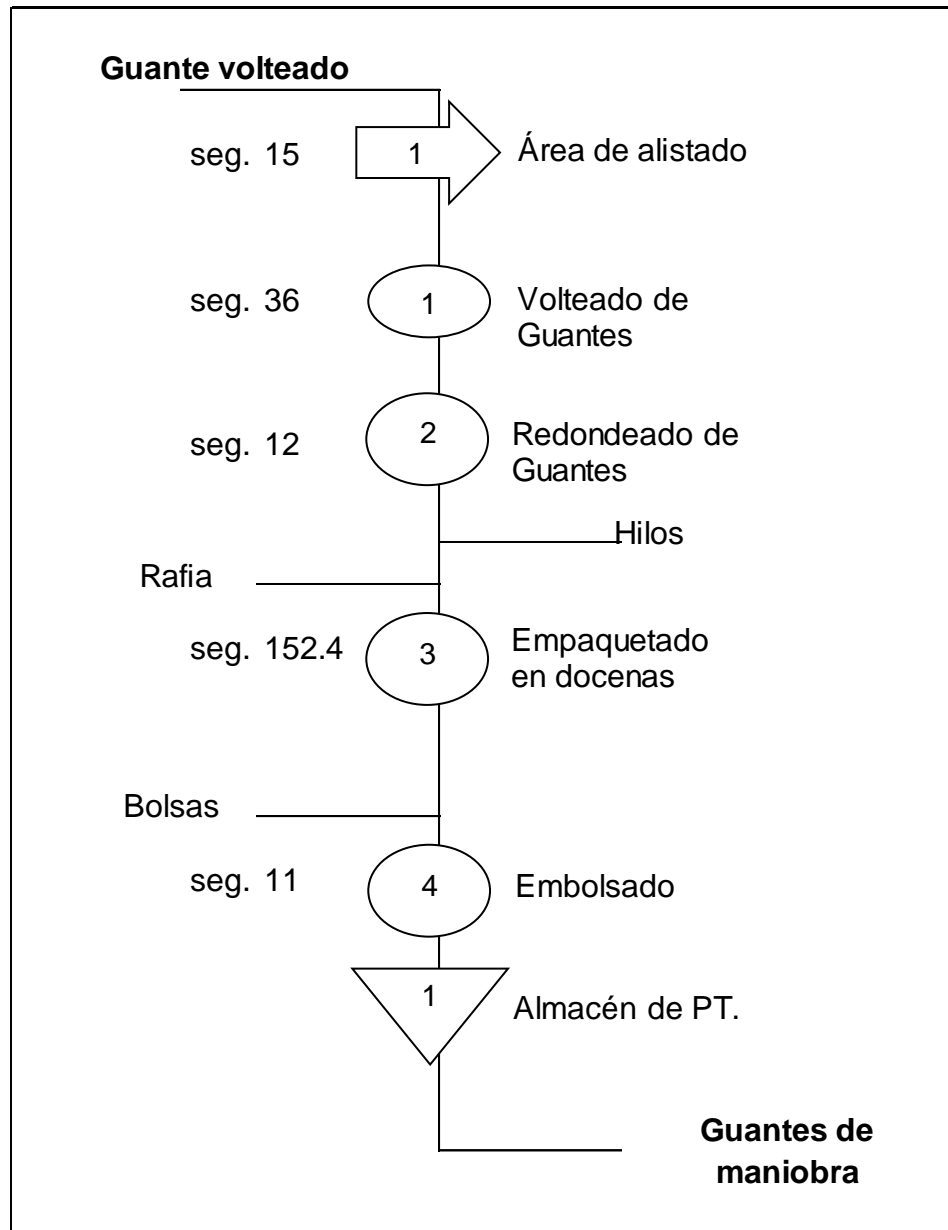 Guante volteado
seg. 15
1
Área de alistado
seg. 36
1
Volteado de
Guantes
seg. 12
2
Redondeado de
Guantes
Hilos
Rafia
seg. 152.4
3
Empaquetado
en docenas
Bolsas
seg. 11
4
Embolsado
1
Almacén de PT.
Guantes de
maniobra